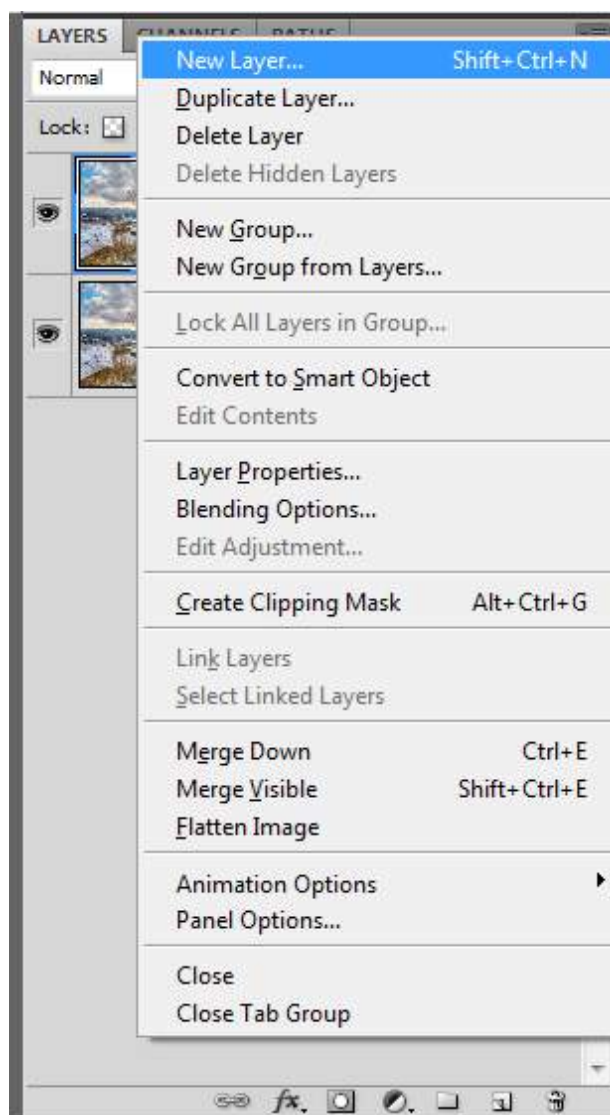 LAYERS CHANNELS PATHS
Normal
Lock:
New Layer... Shift+Ctrl+N
Duplicate Layer...
Delete Layer
Delete Hidden Layers
New Group...
New Group from Layers...
Lock All Layers in Group...
Convert to Smart Object
Edit Contents
Layer Properties...
Blending Options...
Edit Adjustment...
Create Clipping Mask Alt+Ctrl+G
Link Layers
Select Linked Layers
Merge Down Ctrl+E
Merge Visible Shift+Ctrl+E
Flatten Image
Animation Options
Panel Options...
Close
Close Tab Group
fx.